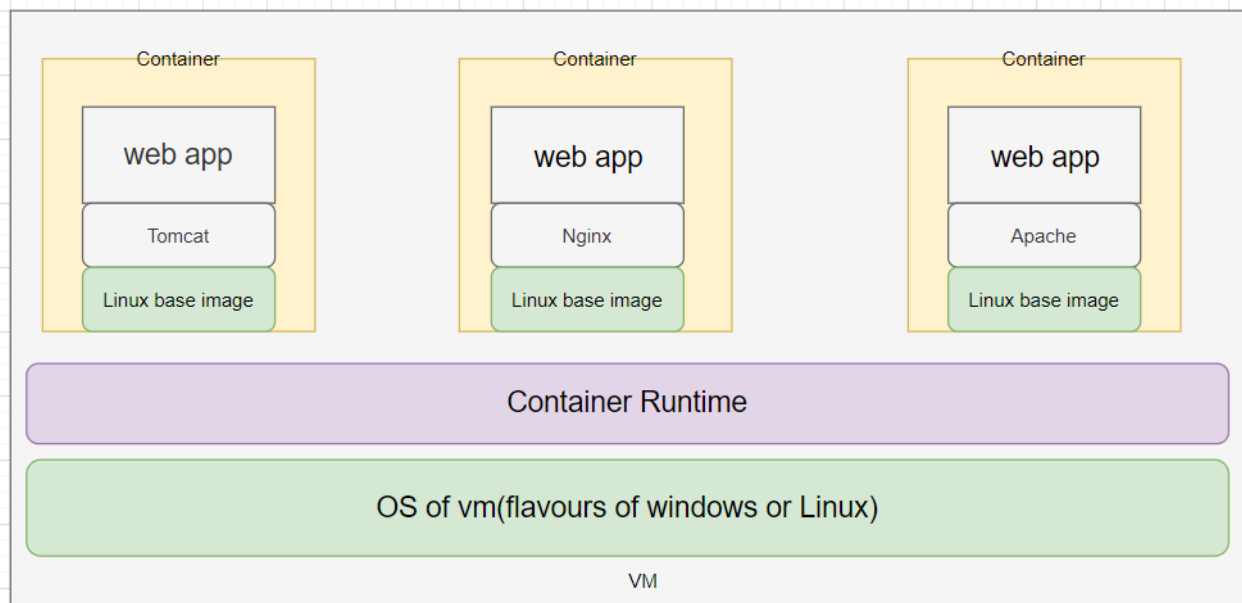 Container Container Container
web app web app web app
Tomcat Nginx Apache
Linux base image Linux base image Linux base image
Container Runtime
OS of vm(flavours of windows or Linux)
VM